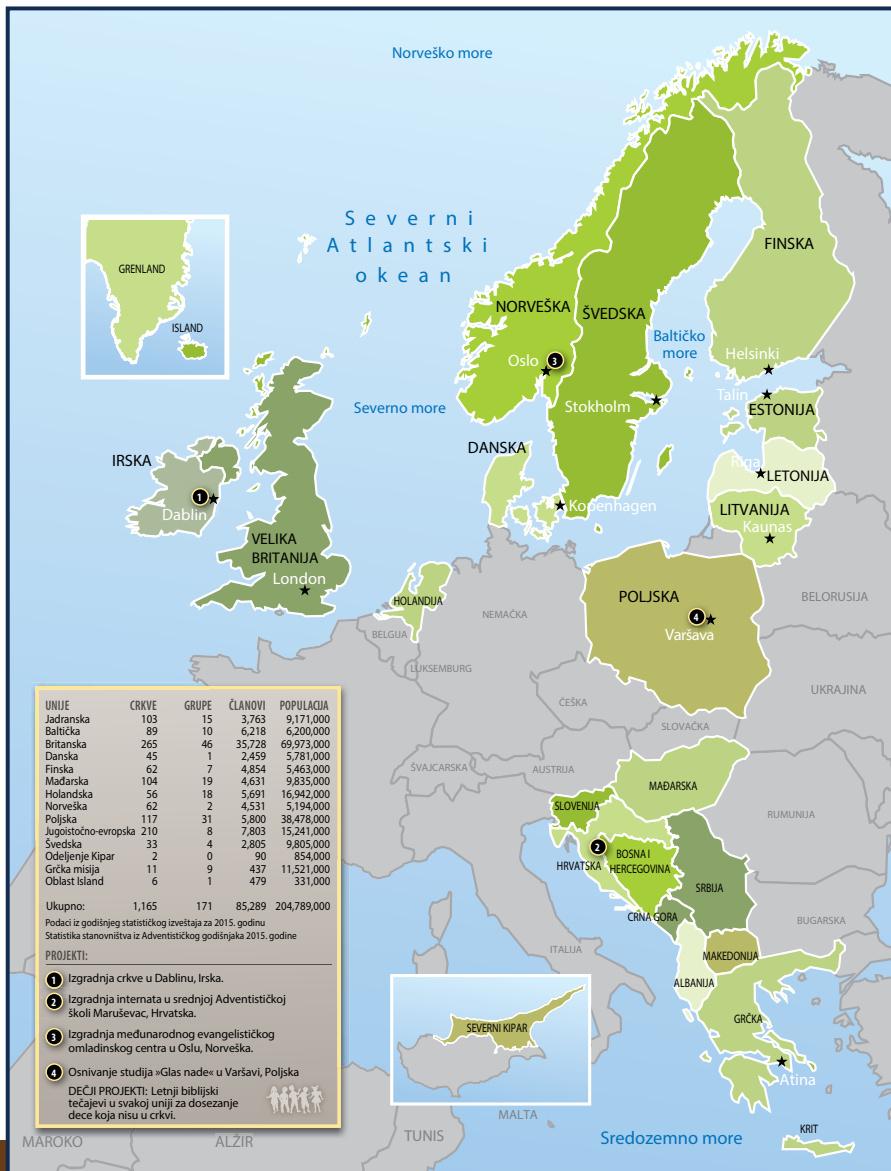 Norveško more
Severni
Atlantski
okean
GRENLAND
ISLAND
FINSKA
NORVEŠKA
ŠVEDSKA
Oslo
3
Baltičko
more
Helsinki
Stokholm
Talin
ESTONIJA
Severno more
DANSKA
IRSKA
Riga
LETONIJA
1
Dablin
Kopenhagen
LITVANIJA
Kaunas
VELIKA
BRITANIJA
London
HOLANDIJA
POLJSKA
4
Varšava
BELORUSIJA
NEMAČKA
BELGIJA
LUKSEMBURG
UKRAJINA
ČEŠKA
SLOVAČKA
ŠVAJCARSKA
AUSTRIJA
MAĐARSKA
RUMUNIJA
SLOVENIJA
2
HRVATSKA
BOSNA I
HERCEGOVINA
SRBIJA
CRNA GORA
BUGARSKA
ITALIJA
MAKEDONIJA
ALBANIJA
GRČKA
SEVERNI KIPAR
Atina
MALTA
KRIT
Sredozemno more
MAROKO
ALŽIR
TUNIS
UNIJE CRKVE GRUPE ČLANOVI POPULACIJA
Jadranska 103 15 3,763 9,171,000
Baltička 89 10 6,218 6,200,000
Britanska 265 46 35,728 69,973,000
Danska 45 1 2,459 5,781,000
Finska 62 7 4,854 5,463,000
Mađarska 104 19 4,631 9,835,000
Holandska 56 18 5,691 16,942,000
Norveška 62 2 4,531 5,194,000
Poljska 117 31 5,800 38,478,000
Jugoistočno-evropska 210 8 7,803 15,241,000
Švedska 33 4 2,805 9,805,000
Odeljenje Kipar 2 0 90 854,000
Grčka misija 11 9 437 11,521,000
Oblast Island 6 1 479 331,000
Ukupno: 1,165 171 85,289 204,789,000
Podaci iz godišnjeg statističkog izveštaja za 2015. godinu
Statistika stanovništva iz Adventističkog godišnjaka 2015. godine
PROJEKTI:
1 Izgradnja crkve u Dablinu, Irska.
2 Izgradnja internata u srednjoj Adventističkoj
školi Maruševac, Hrvatska.
3 Izgradnja međunarodnog evangelističkog
omladinskog centra u Oslu, Norveška.
4 Osnivanje studija »Glas nade« u Varšavi, Poljska
DEČJI PROJEKTI: Letnji biblijski
tečajevi u svakoj uniji za dosezanje
dece koja nisu u crkvi.